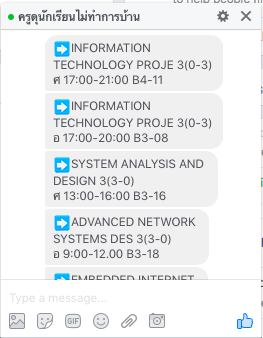 ครูดุนักเรียนไม่ทำการบ้าน
➡INFORMATION
TECHNOLOGY PROJE 3(0-3)
ศ 17:00-21:00 B4-11
➡INFORMATION
TECHNOLOGY PROJE 3(0-3)
อ 17:00-20:00 B3-08
➡SYSTEM ANALYSIS AND
DESIGN 3(3-0)
ศ 13:00-16:00 B3-16
➡ADVANCED NETWORK
SYSTEMS DES 3(3-0)
อ 9:00-12.00 B3-18
➡EMBEDDED INTERNET
Type a message...
GIF